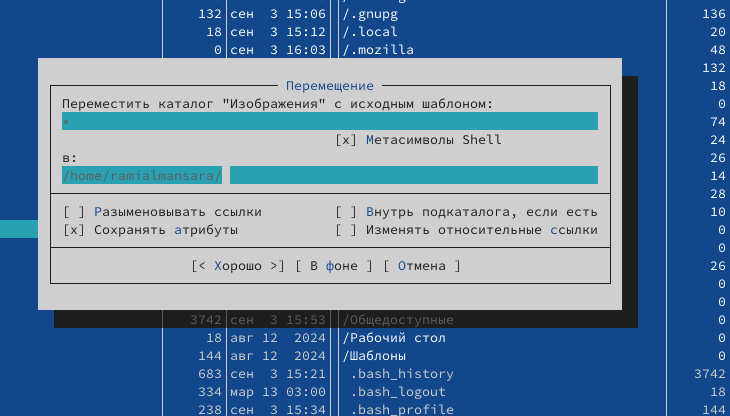 132 сен 3 15:06 /.gnupg 136
18 сен 3 15:12 /.local 20
0 сен 3 16:03 /.mozilla 48
132
Перемещение 18
Переместить каталог "Изображения" с исходным шаблоном: 0
* 74
[x] Метасимволы Shell 24
в: 26
/home/ramialmansara/ 14
28
[ ] Разыменовывать ссылки [ ] Внутрь подкаталога, если есть 10
[x] Сохранять атрибуты [ ] Изменять относительные ссылки 0
0
[< Хорошо >] [ В фоне ] [ Отмена ] 26
0
0
3742 сен 3 15:53 /Общедоступные 0
18 авг 12 2024 /Рабочий стол 0
144 авг 12 2024 /Шаблоны 0
683 сен 3 15:21 .bash_history 3742
334 мар 13 03:00 .bash_logout 18
238 сен 3 15:34 .bash_profile 144